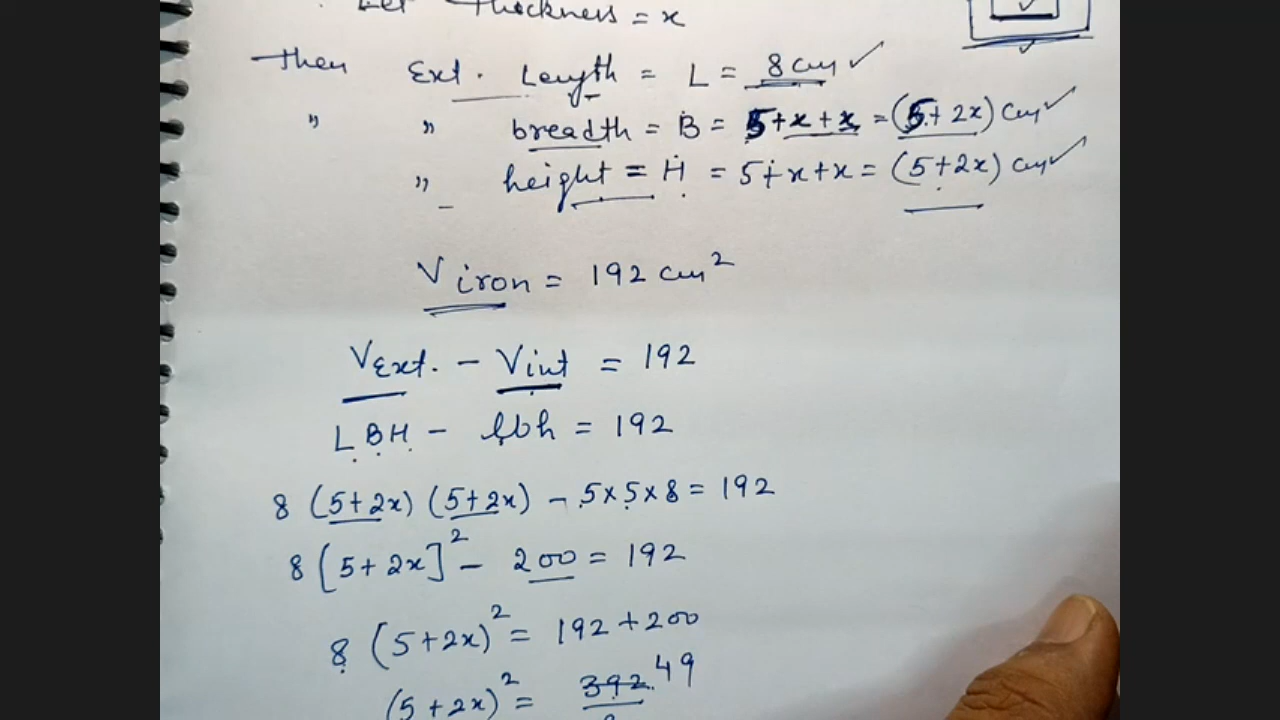 Let Thickness = x
Then Ext. Length = L = 8 cm ✓
" " breadth = B = 5+x+x = (5+2x) cm ✓
" height = H = 5+x+x = (5+2x) cm ✓
V iron = 192 cm²
V Ext. - V int = 192
LBH - lbh = 192
8 (5+2x) (5+2x) - 5×5×8 = 192
8 [5+2x]² - 200 = 192
8 (5+2x)² = 192+200
(5+2x)² = 392 49